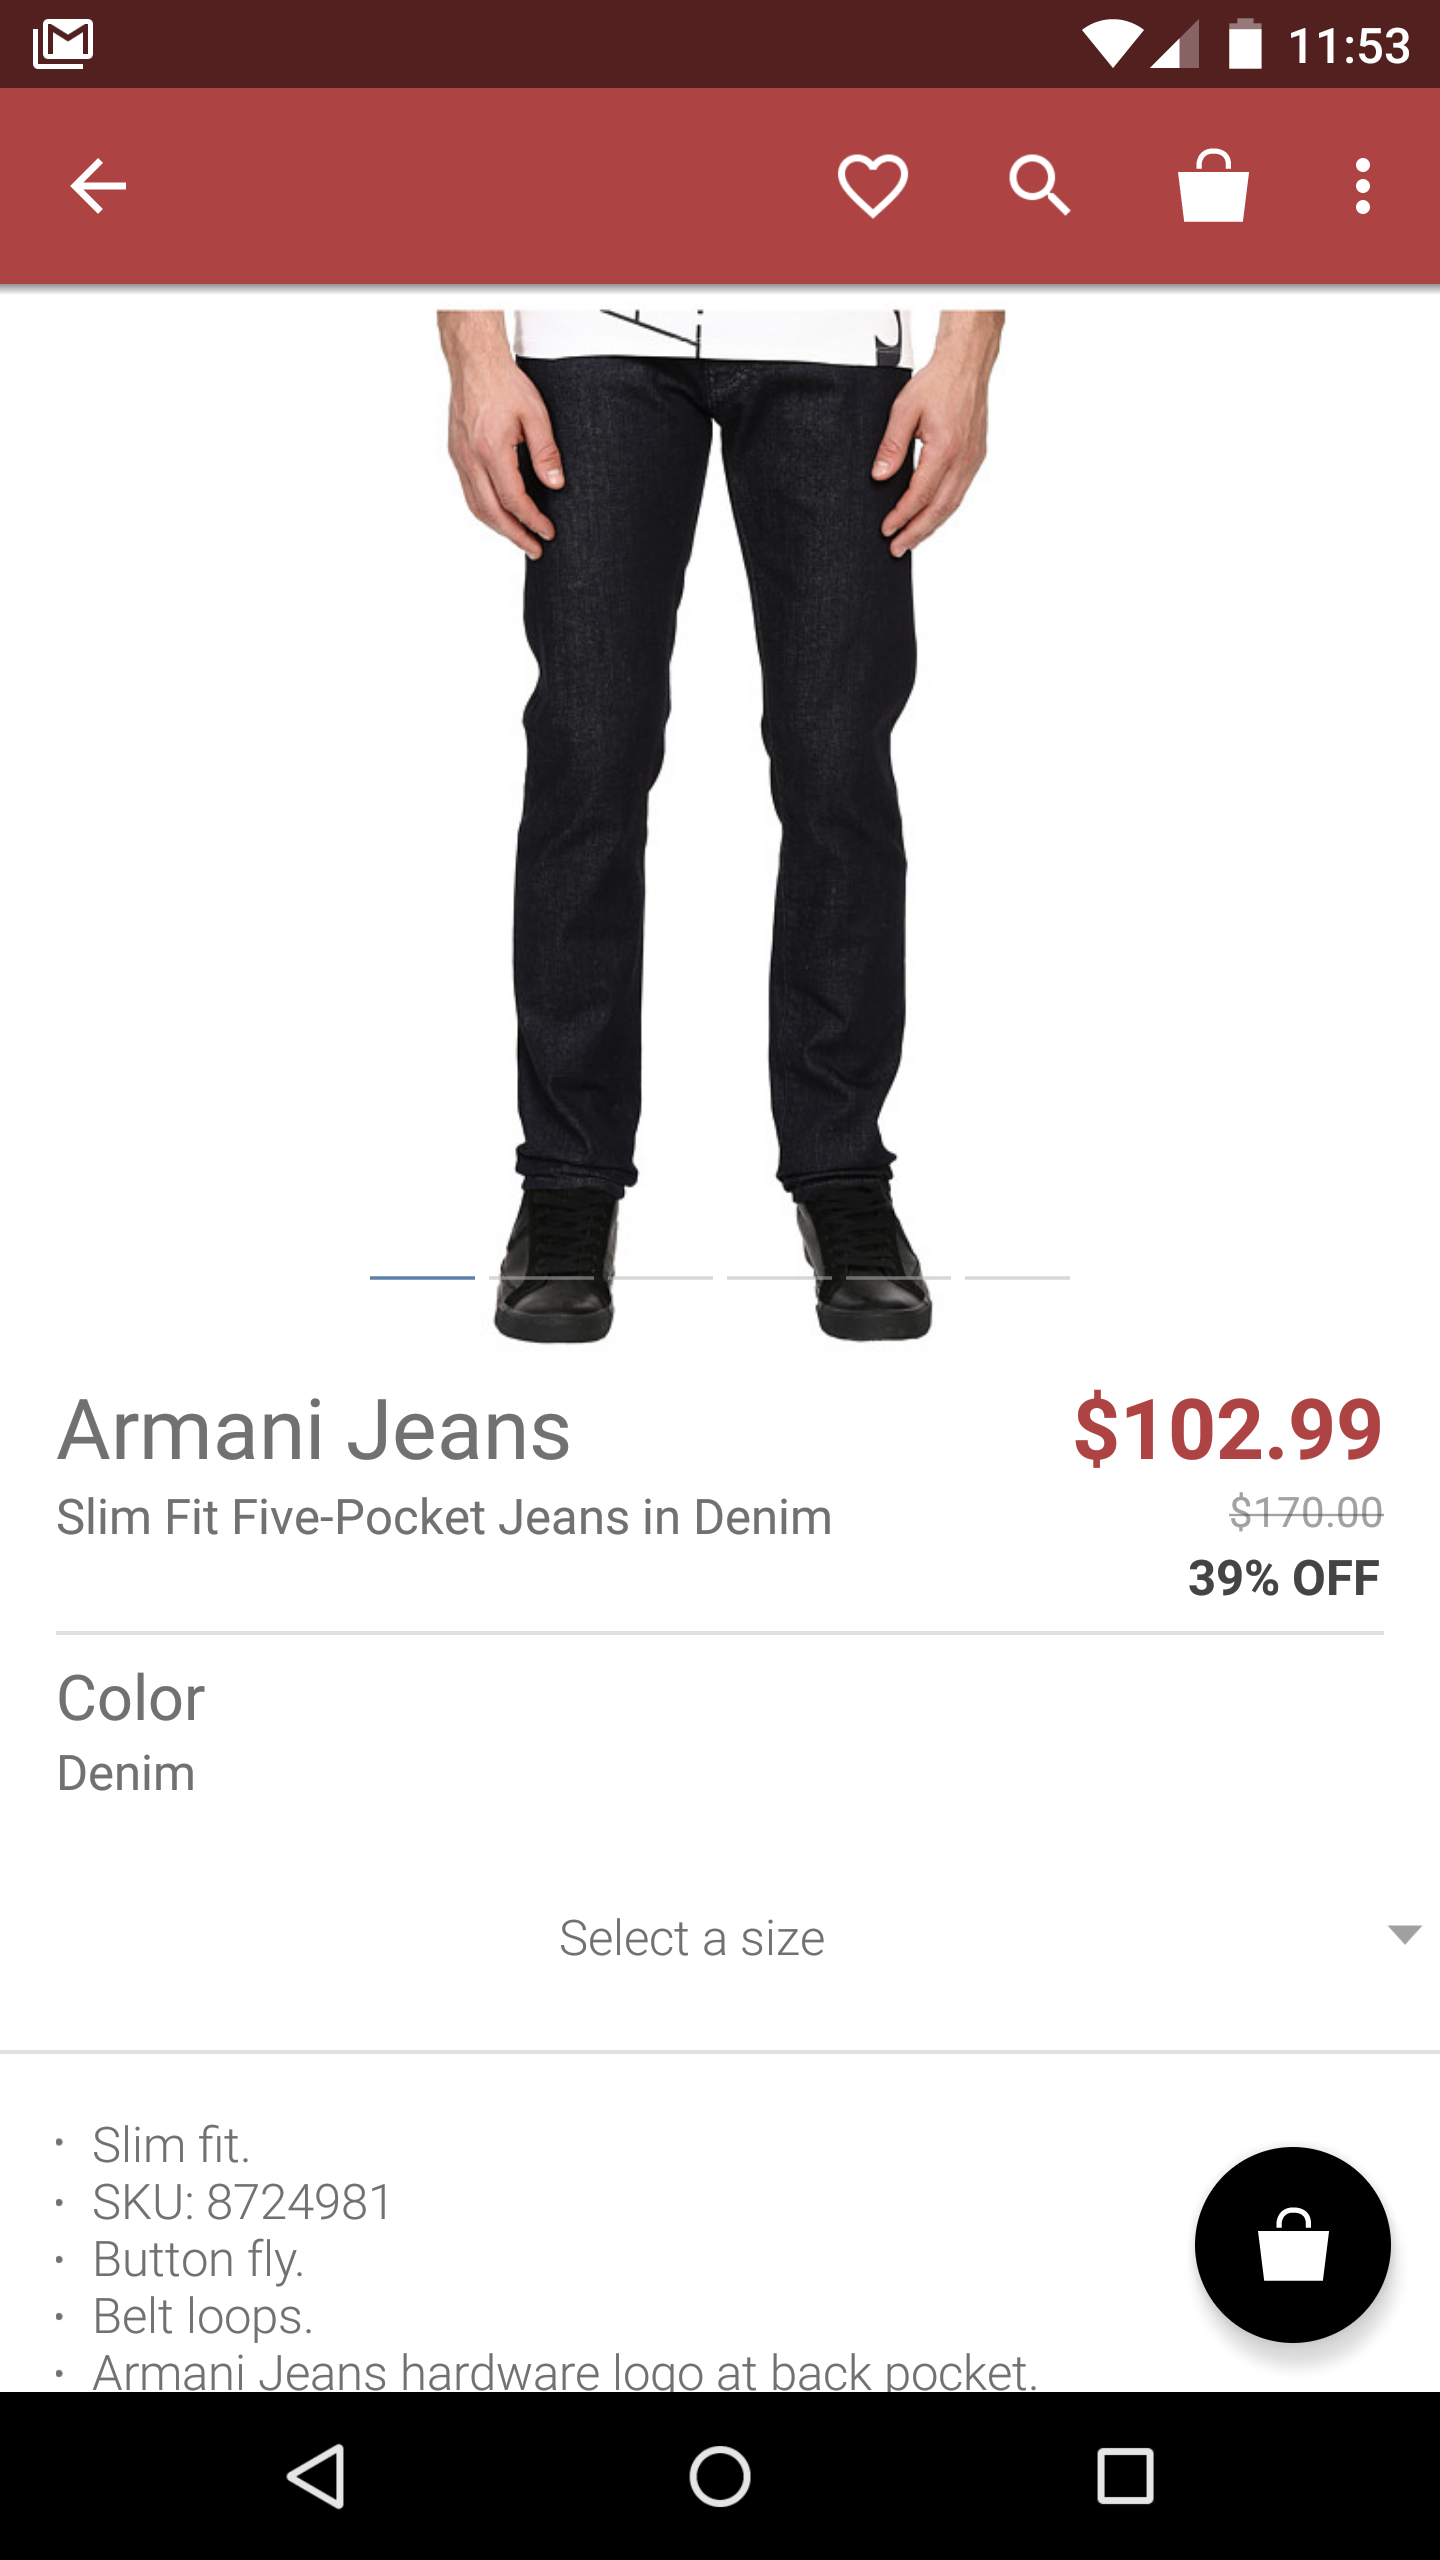 11:53
Armani Jeans
$102.99
Slim Fit Five-Pocket Jeans in Denim
$170.00
39% OFF
Color
Denim
Select a size
• Slim fit.
• SKU: 8724981
• Button fly.
• Belt loops.
• Armani Jeans hardware logo at back pocket.